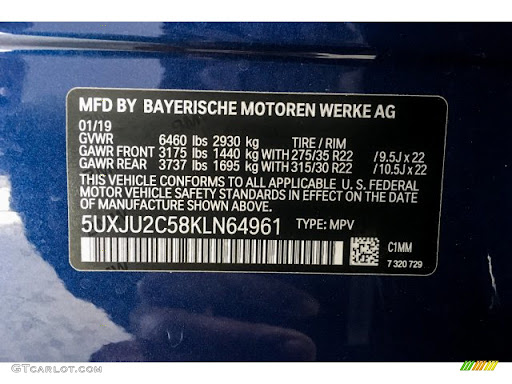 MFD BY BAYERISCHE MOTOREN WERKE AG
01/19
GVWR 6460 lbs 2930 kg TIRE / RIM
GAWR FRONT 3175 lbs 1440 kg WITH 275/35 R22 / 9.5J x 22
GAWR REAR 3737 lbs 1695 kg WITH 315/30 R22 / 10.5J x 22
THIS VEHICLE CONFORMS TO ALL APPLICABLE U. S. FEDERAL
MOTOR VEHICLE SAFETY STANDARDS IN EFFECT ON THE DATE
OF MANUFACTURE SHOWN ABOVE.
5UXJU2C58KLN64961 TYPE: MPV
C1MM
7 320 729
© GTCarLot.com
GTCARLOT.COM